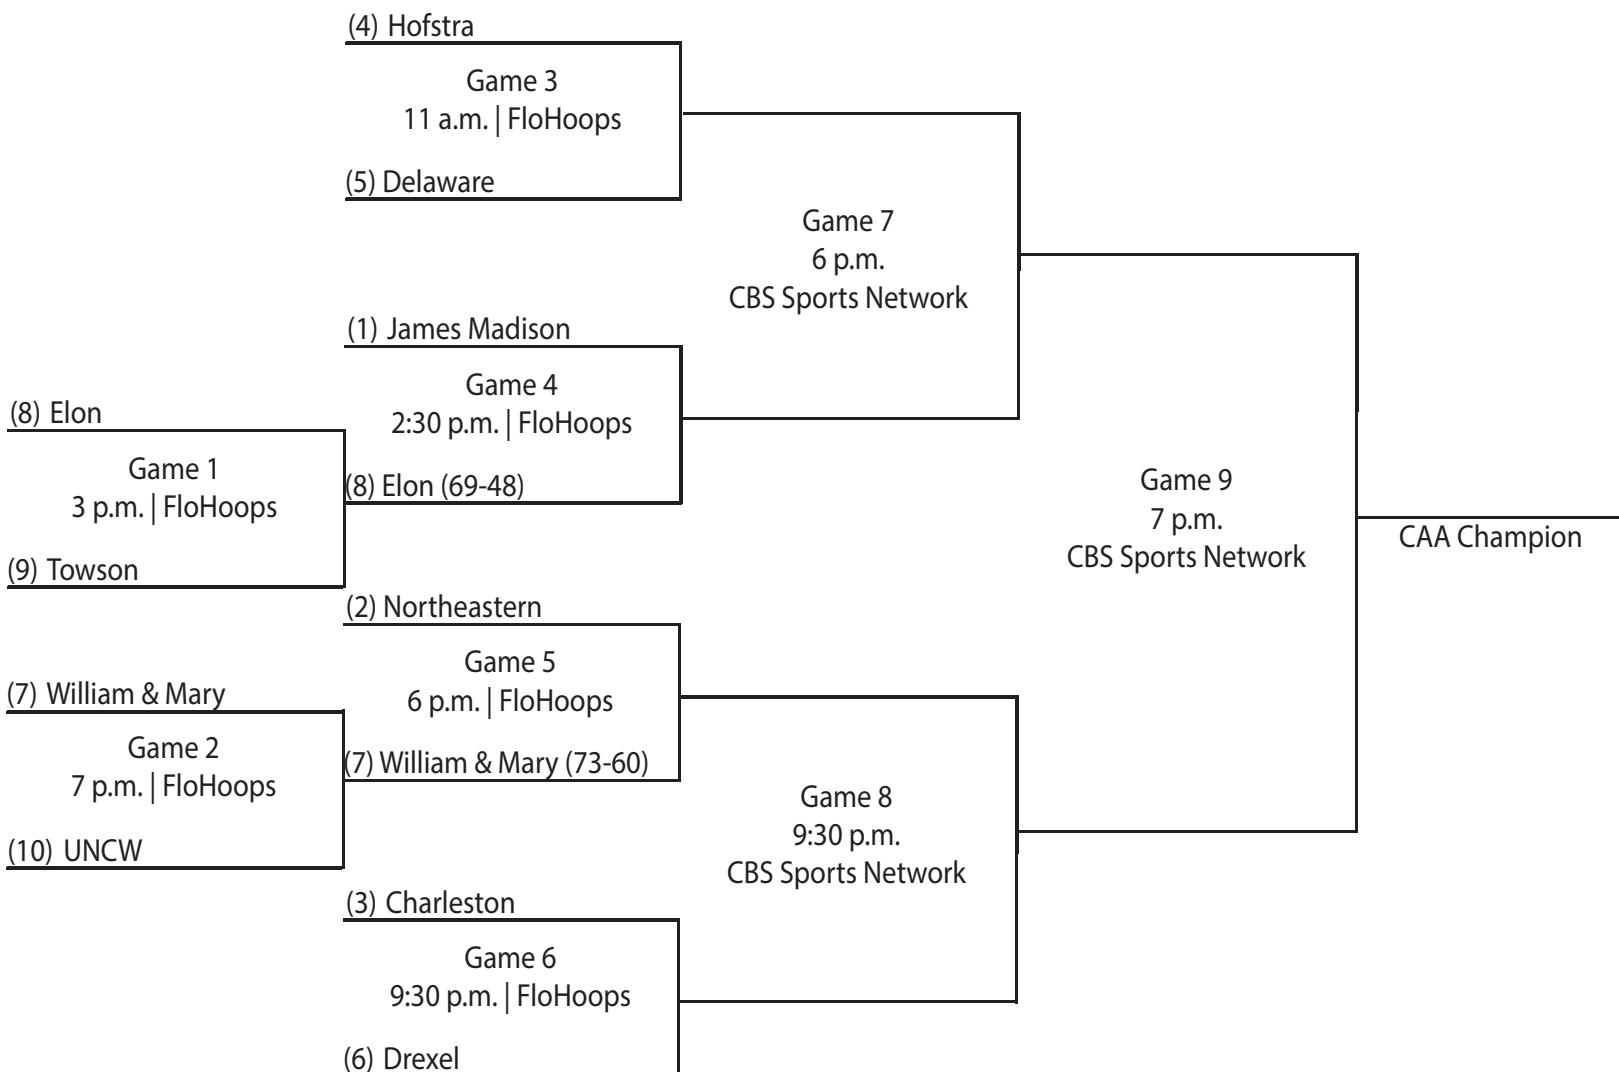 (4) Hofstra
Game 3
11 a.m. | FloHoops
(5) Delaware
Game 7
6 p.m.
CBS Sports Network
(1) James Madison
Game 4
2:30 p.m. | FloHoops
(8) Elon (69-48)
(8) Elon
Game 1
3 p.m. | FloHoops
(9) Towson
Game 9
7 p.m.
CBS Sports Network
CAA Champion
(2) Northeastern
Game 5
6 p.m. | FloHoops
(7) William & Mary (73-60)
(7) William & Mary
Game 2
7 p.m. | FloHoops
(10) UNCW
Game 8
9:30 p.m.
CBS Sports Network
(3) Charleston
Game 6
9:30 p.m. | FloHoops
(6) Drexel